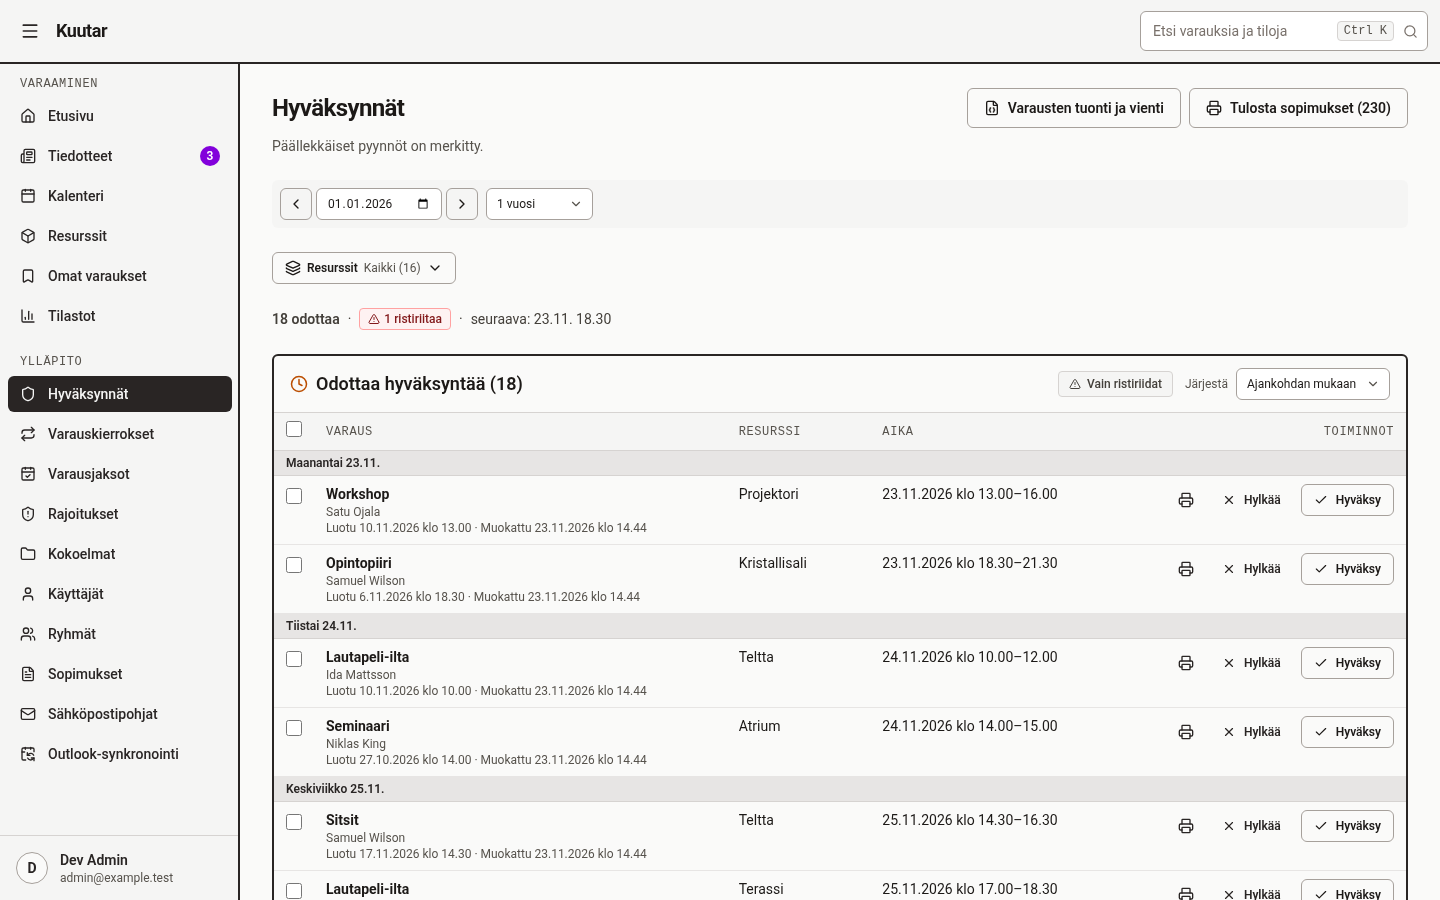 Kuutar
Etsi varauksia ja tiloja
Ctrl K
VARAAMINEN
Etusivu
Tiedotteet
3
Kalenteri
Resurssit
Omat varaukset
Tilastot
YLLÄPITO
Hyväksynnät
Varauskierrokset
Varausjaksot
Rajoitukset
Kokoelmat
Käyttäjät
Ryhmät
Sopimukset
Sähköpostipohjat
Outlook-synkronointi
D
Dev Admin
admin@example.test
Hyväksynnät
Varausten tuonti ja vienti
Tulosta sopimukset (230)
Päällekkäiset pyynnöt on merkitty.
01.01.2026
1 vuosi
Resurssit Kaikki (16)
18 odottaa · 1 ristiriitaa · seuraava: 23.11. 18.30
Odottaa hyväksyntää (18)
Vain ristiriidat
Järjestä
Ajankohdan mukaan
VARAUS RESURSSI AIKA TOIMINNOT
Maanantai 23.11.
Workshop Projektori 23.11.2026 klo 13.00–16.00 Hylkää Hyväksy
Satu Ojala
Luotu 10.11.2026 klo 13.00 · Muokattu 23.11.2026 klo 14.44
Opintopiiri Kristallisali 23.11.2026 klo 18.30–21.30 Hylkää Hyväksy
Samuel Wilson
Luotu 6.11.2026 klo 18.30 · Muokattu 23.11.2026 klo 14.44
Tiistai 24.11.
Lautapeli-ilta Teltta 24.11.2026 klo 10.00–12.00 Hylkää Hyväksy
Ida Mattsson
Luotu 10.11.2026 klo 10.00 · Muokattu 23.11.2026 klo 14.44
Seminaari Atrium 24.11.2026 klo 14.00–15.00 Hylkää Hyväksy
Niklas King
Luotu 27.10.2026 klo 14.00 · Muokattu 23.11.2026 klo 14.44
Keskiviikko 25.11.
Sitsit Teltta 25.11.2026 klo 14.30–16.30 Hylkää Hyväksy
Samuel Wilson
Luotu 17.11.2026 klo 14.30 · Muokattu 23.11.2026 klo 14.44
Lautapeli-ilta Terassi 25.11.2026 klo 17.00–18.30 Hylkää Hyväksy